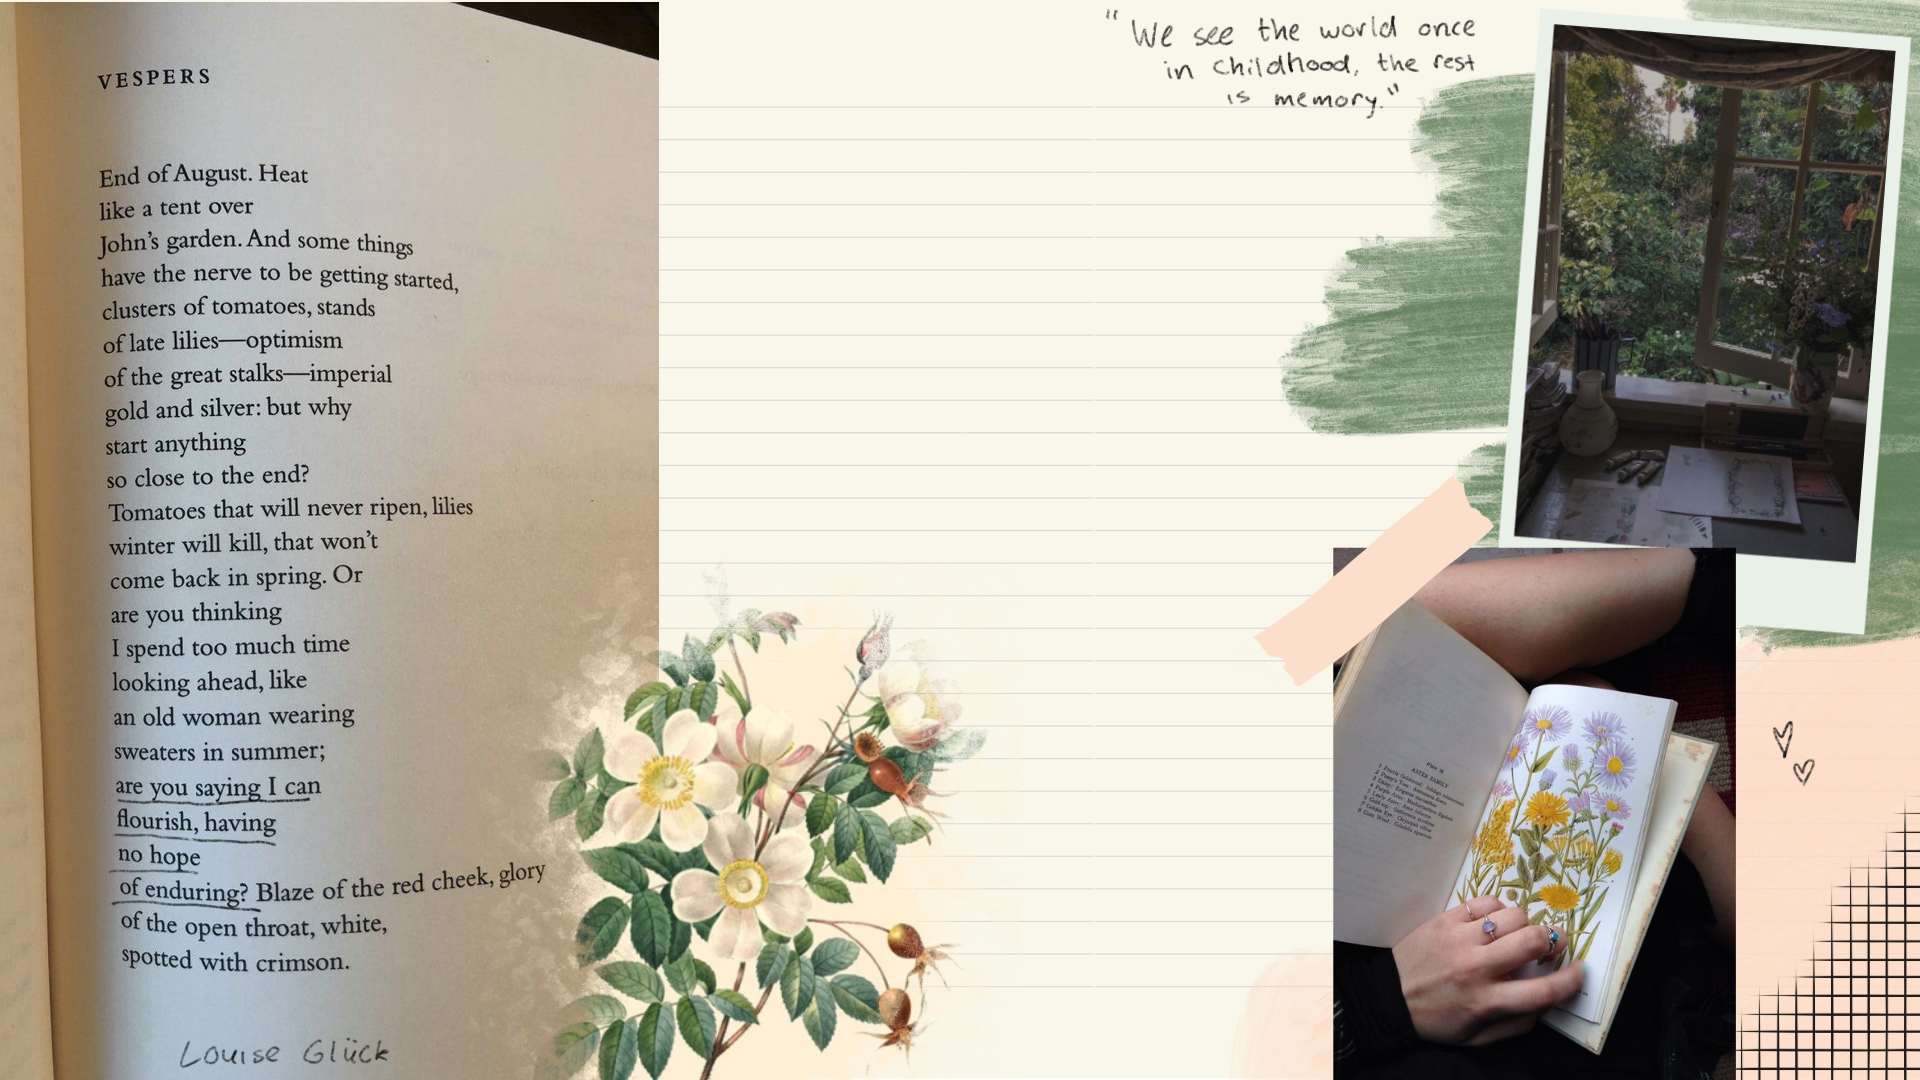 VESPERS
End of August. Heat
like a tent over
John's garden. And some things
have the nerve to be getting started,
clusters of tomatoes, stands
of late lilies—optimism
of the great stalks—imperial
gold and silver: but why
start anything
so close to the end?
Tomatoes that will never ripen, lilies
winter will kill, that won't
come back in spring. Or
are you thinking
I spend too much time
looking ahead, like
an old woman wearing
sweaters in summer;
are you saying I can
flourish, having
no hope
of enduring? Blaze of the red cheek, glory
of the open throat, white,
spotted with crimson.
Louise Glück
"We see the world once
in childhood, the rest
is memory."
ASTER FAMILY